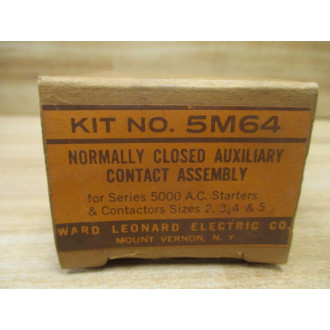 KIT NO. 5M64
NORMALLY CLOSED AUXILIARY
CONTACT ASSEMBLY
for Series 5000 A.C. Starters
& Contactors Sizes 2, 3, 4 & 5
WARD LEONARD ELECTRIC CO.
MOUNT VERNON, N. Y.